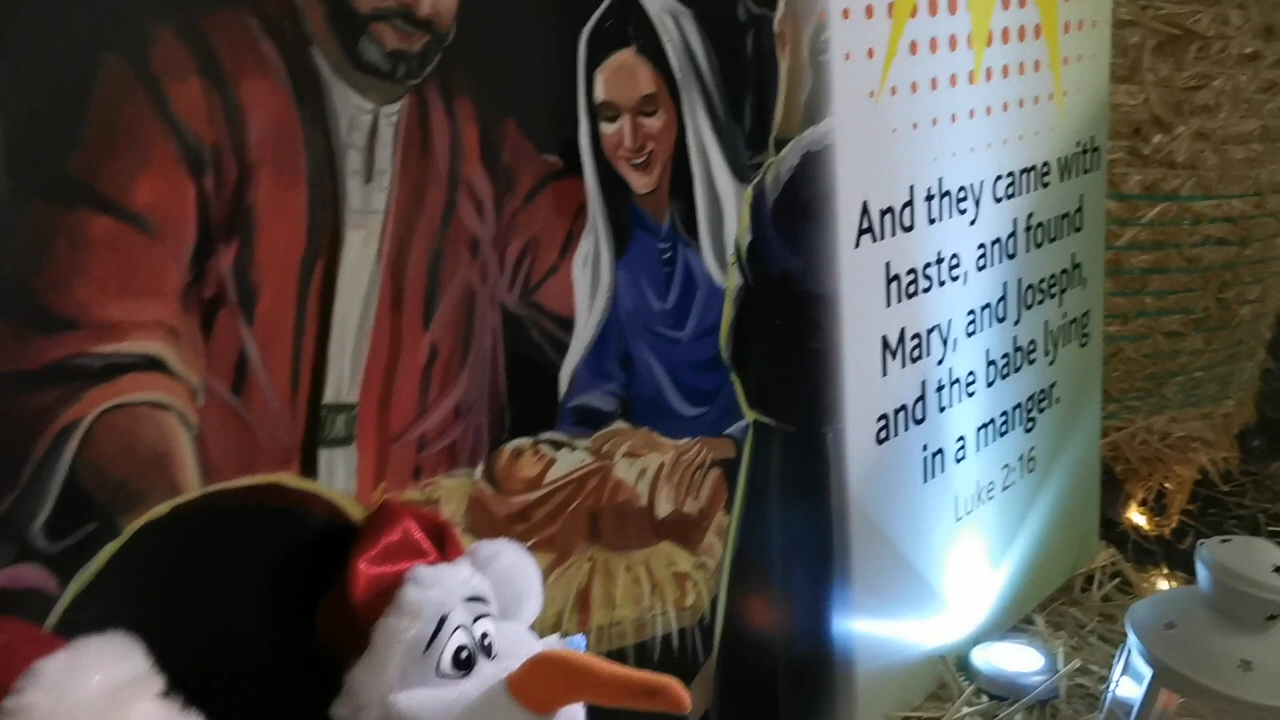 And they came with
haste, and found
Mary, and Joseph,
and the babe lying
in a manger.
Luke 2:16